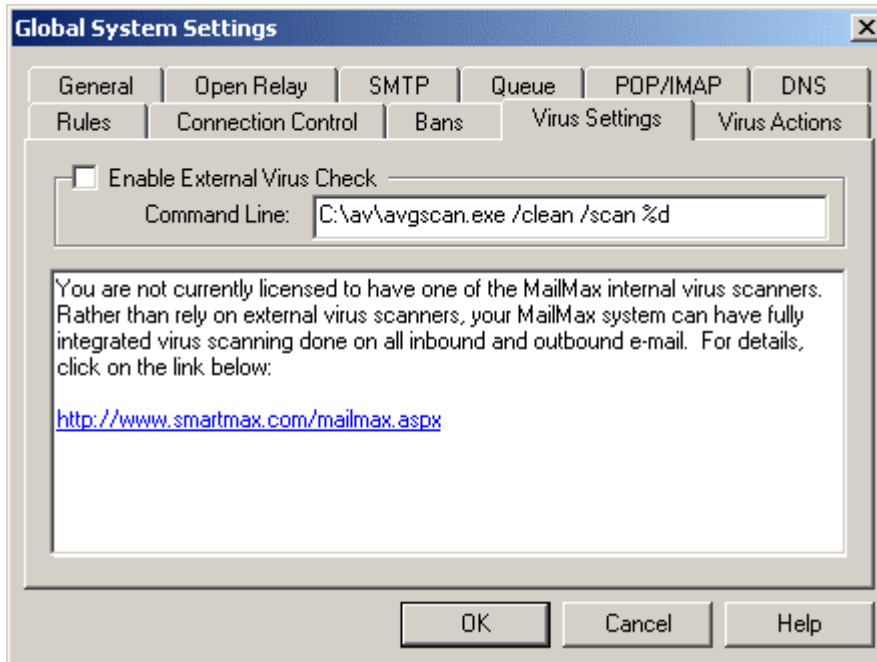 Global System Settings
General Open Relay SMTP Queue POP/IMAP DNS
Rules Connection Control Bans Virus Settings Virus Actions
Enable External Virus Check
Command Line: C:\av\avgscan.exe /clean /scan %d
You are not currently licensed to have one of the MailMax internal virus scanners.
Rather than rely on external virus scanners, your MailMax system can have fully
integrated virus scanning done on all inbound and outbound e-mail. For details,
click on the link below:
http://www.smartmax.com/mailmax.aspx
OK Cancel Help